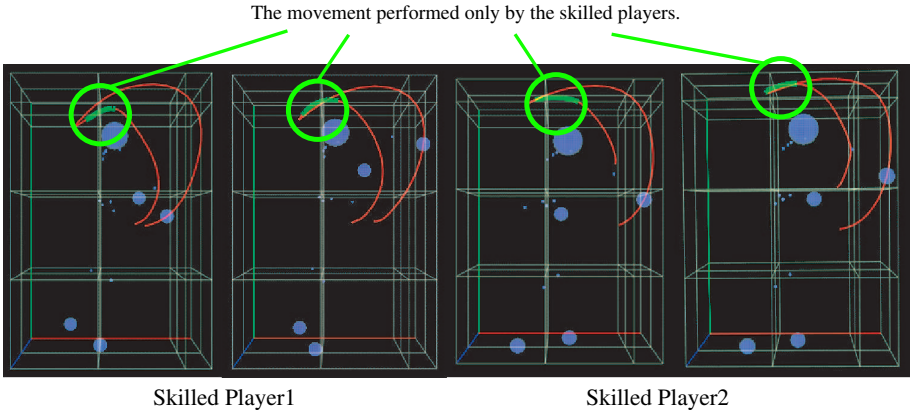 The movement performed only by the skilled players.
Skilled Player1
Skilled Player2